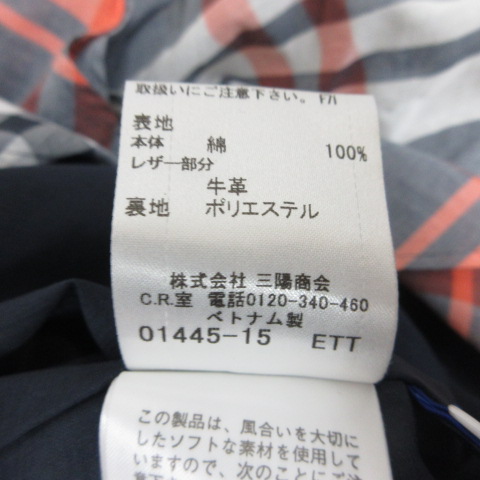 取扱いにご注意下さい。ドハ
表地
本体 綿 100%
レザー部分
牛革
裏地 ポリエステル
株式会社 三陽商会
C.R.室 電話0120-340-460
ベトナム製
01445-15 ETT
この製品は、風合いを大切に
したソフトな素材を使用して
いますので、次のことにご注